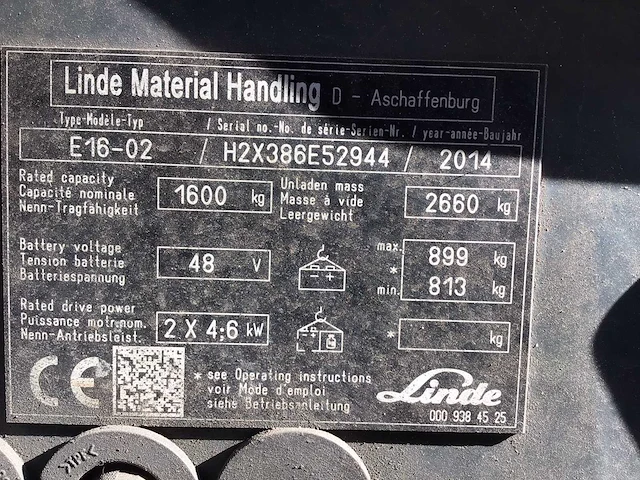 Linde Material Handling D - Aschaffenburg
Type-Modèle-Typ / Serial no.-No. de série-Serien-Nr. / year-année-Baujahr
E16-02 / H2X386E52944 / 2014
Rated capacity
Capacité nominale
Nenn-Tragfähigkeit
1600 kg
Unladen mass
Masse à vide
Leergewicht
2660 kg
Battery voltage
Tension batterie
Batteriespannung
48 V
max. 899 kg
*
min. 813 kg
Rated drive power
Puissance motr.nom.
Nenn-Antriebsleist.
2 X 4,6 kW
* kg
CE
* see Operating instructions
voir Mode d'emploi
siehe Betriebsanleitung
Linde
000 938 45 25